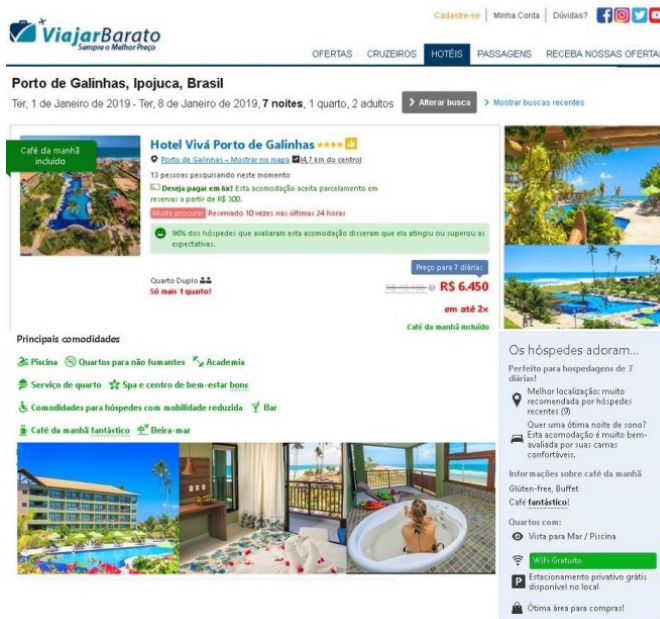 Cadastre-se | Minha Conta | Dúvidas?
ViajarBarato
Sempre o Melhor Preço
OFERTAS CRUZEIROS HOTÉIS PASSAGENS RECEBA NOSSAS OFERTAS
Porto de Galinhas, Ipojuca, Brasil
Ter, 1 de Janeiro de 2019 - Ter, 8 de Janeiro de 2019, 7 noites, 1 quarto, 2 adultos > Alterar busca > Mostrar buscas recentes
Café da manhã
incluído
Hotel Vivá Porto de Galinhas
Porto de Galinhas – Mostrar no mapa (4,7 km do centro)
13 pessoas pesquisando neste momento
Deseja pagar em 6x? Esta acomodação aceita parcelamento em
reservas a partir de R$ 300.
Muita procura! Reservado 10 vezes nas últimas 24 horas
96% dos hóspedes que avaliaram esta acomodação disseram que ela atingiu ou superou as
expectativas.
Preço para 7 diárias
Quarto Duplo
Só mais 1 quarto!
R$ 6.450
em até 2x
Café da manhã incluído
Principais comodidades
Piscina Quartos para não fumantes Academia
Serviço de quarto Spa e centro de bem-estar bons
Comodidades para hóspedes com mobilidade reduzida Bar
Café da manhã fantástico Beira-mar
Os hóspedes adoram...
Perfeito para hospedagens de 7
diárias!
Melhor localização: muito
recomendada por hóspedes
recentes (9)
Quer uma ótima noite de sono?
Esta acomodação é muito bem-
avaliada por suas camas
confortáveis.
Informações sobre café da manhã
Glúten-free, Buffet
Café fantástico!
Quartos com:
Vista para Mar / Piscina
WiFi Gratuito
P Estacionamento privativo grátis
disponível no local
Ótima área para compras!